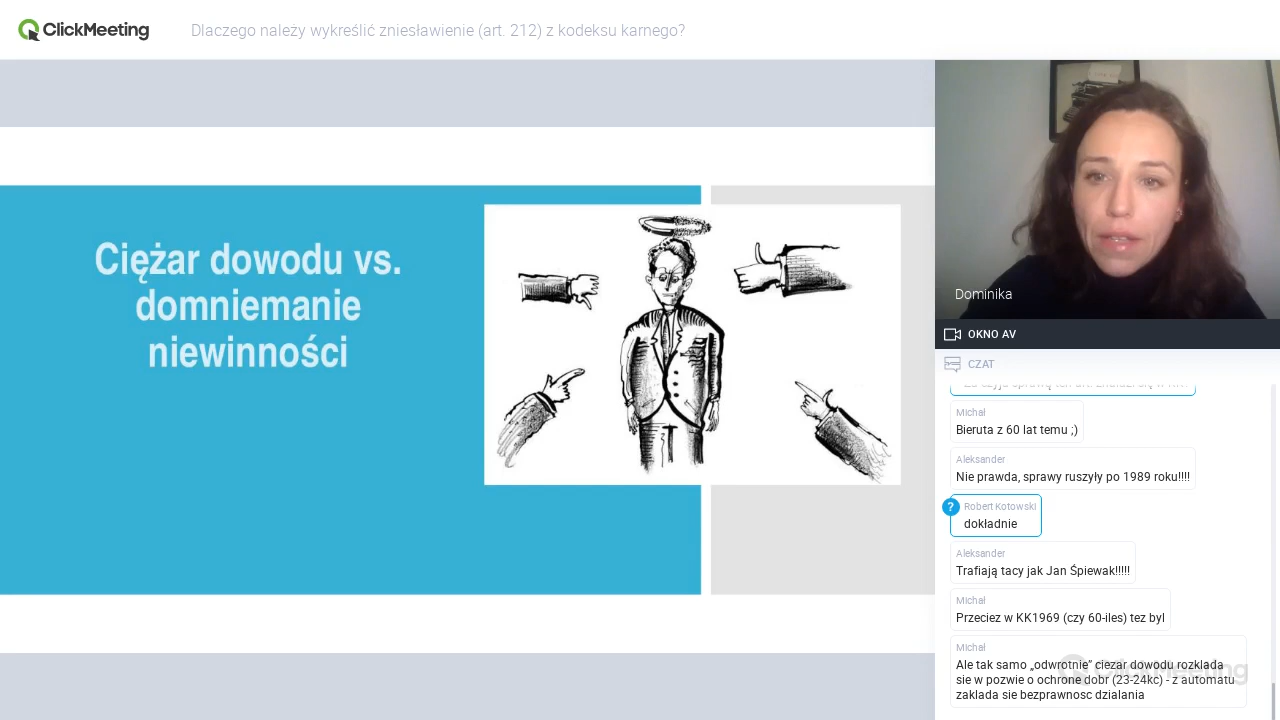 ClickMeeting
Dlaczego należy wykreślić zniesławienie (art. 212) z kodeksu karnego?
Ciężar dowodu vs.
domniemanie
niewinności
Dominika
OKNO AV
CZAT
Michał
Bieruta z 60 lat temu ;)
Aleksander
Nie prawda, sprawy ruszyły po 1989 roku!!!!
?
Robert Kotowski
dokładnie
Aleksander
Trafiają tacy jak Jan Śpiewak!!!!!
Michał
Przeciez w KK1969 (czy 60-iles) tez byl
Michał
Ale tak samo „odwrotnie” ciezar dowodu rozklada
sie w pozwie o ochrone dobr (23-24kc) - z automatu
zaklada sie bezprawnosc dzialania
ClickMeeting